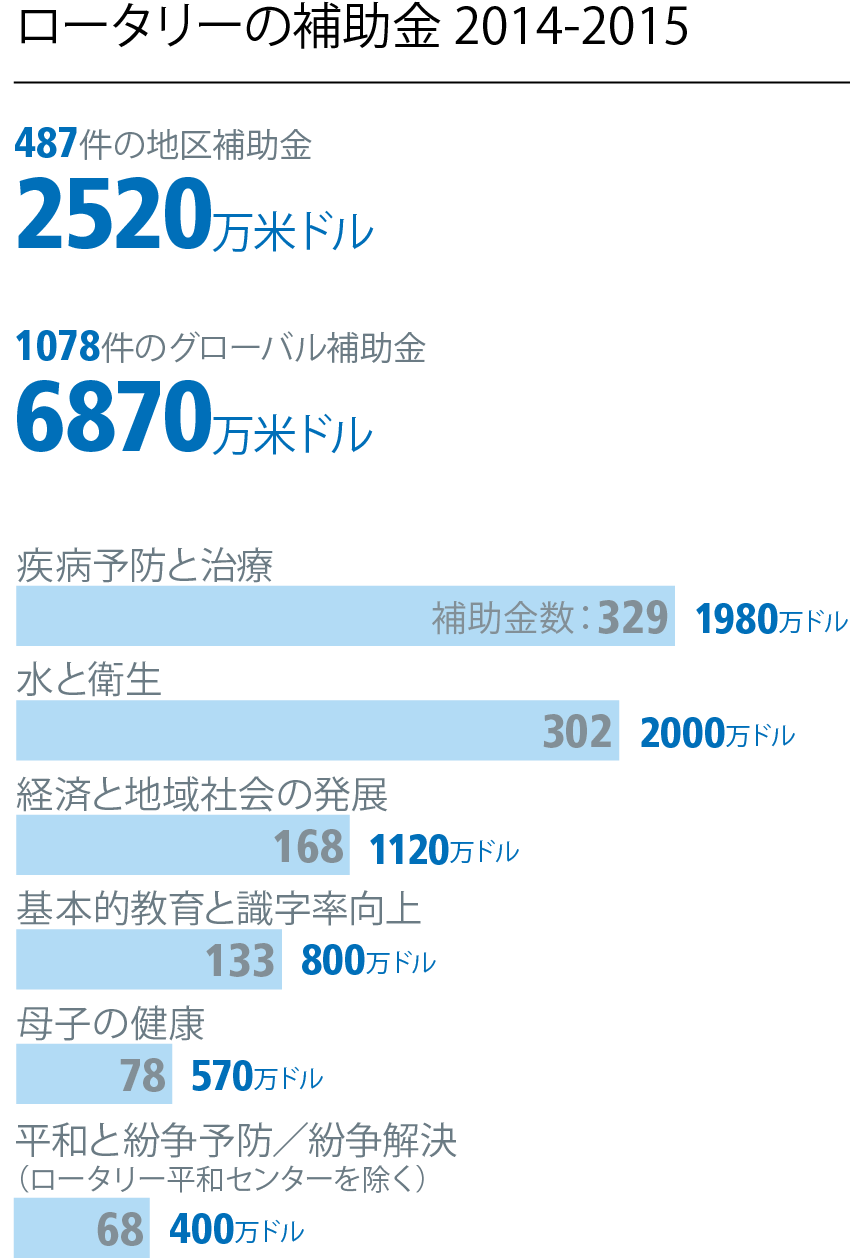 ロータリーの補助金 2014-2015
487件の地区補助金
2520万米ドル
1078件のグローバル補助金
6870万米ドル
疾病予防と治療
補助金数：329 1980万ドル
水と衛生
302 2000万ドル
経済と地域社会の発展
168 1120万ドル
基本的教育と識字率向上
133 800万ドル
母子の健康
78 570万ドル
平和と紛争予防／紛争解決
（ロータリー平和センターを除く）
68 400万ドル